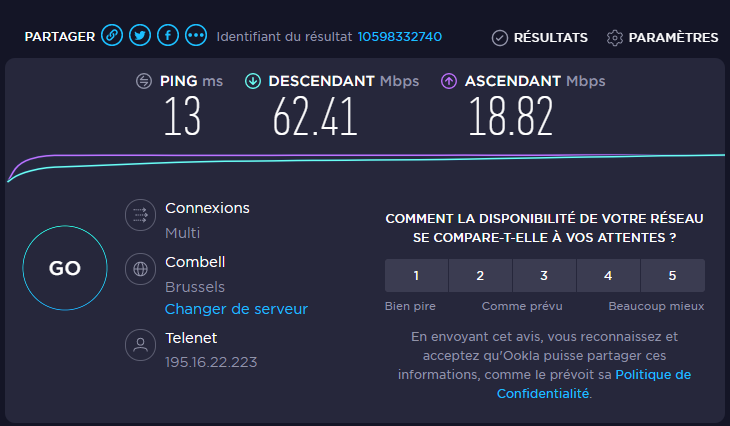 PARTAGER
Identifiant du résultat 10598332740
RÉSULTATS
PARAMÈTRES
PING ms
13
DESCENDANT Mbps
62.41
ASCENDANT Mbps
18.82
GO
Connexions
Multi
Combell
Brussels
Changer de serveur
Telenet
195.16.22.223
COMMENT LA DISPONIBILITÉ DE VOTRE RÉSEAU
SE COMPARE-T-ELLE À VOS ATTENTES ?
1 2 3 4 5
Bien pire Comme prévu Beaucoup mieux
En envoyant cet avis, vous reconnaissez et
acceptez qu'Ookla puisse partager ces
informations, comme le prévoit sa Politique de
Confidentialité.